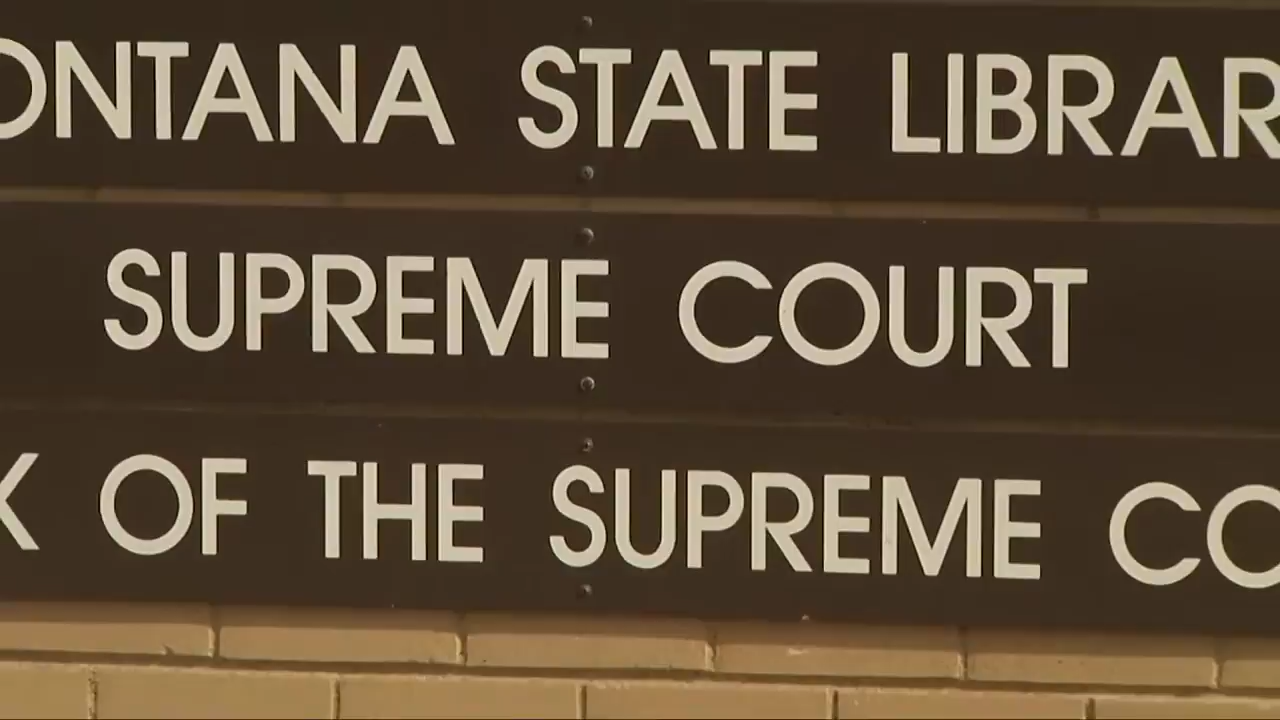 ONTANA STATE LIBRAR
SUPREME COURT
K OF THE SUPREME CO